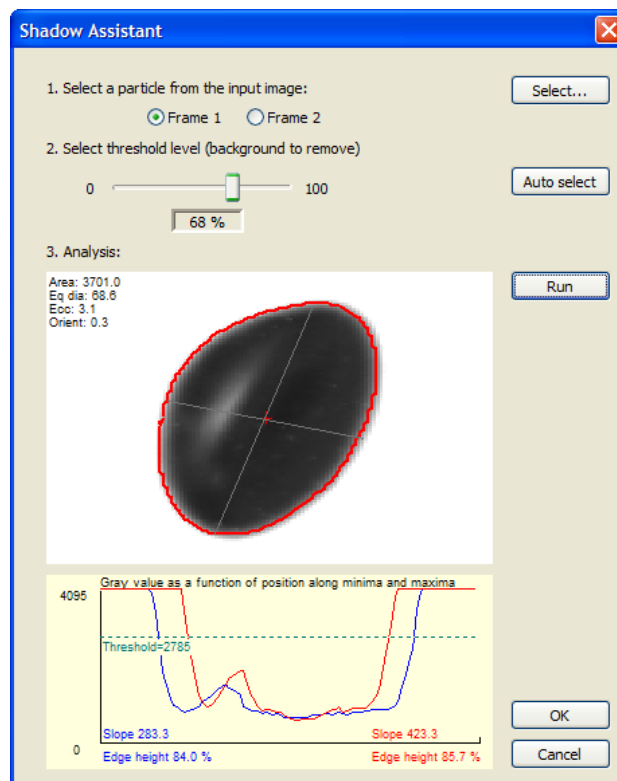 Shadow Assistant
1. Select a particle from the input image:
Select...
Frame 1 Frame 2
2. Select threshold level (background to remove)
0 100
Auto select
68 %
3. Analysis:
Run
Area: 3701.0
Eq dia: 68.6
Ecc: 3.1
Orient: 0.3
Gray value as a function of position along minima and maxima
4095
Threshold=2785
Slope 283.3 Slope 423.3
0
Edge height 84.0 % Edge height 85.7 %
OK
Cancel